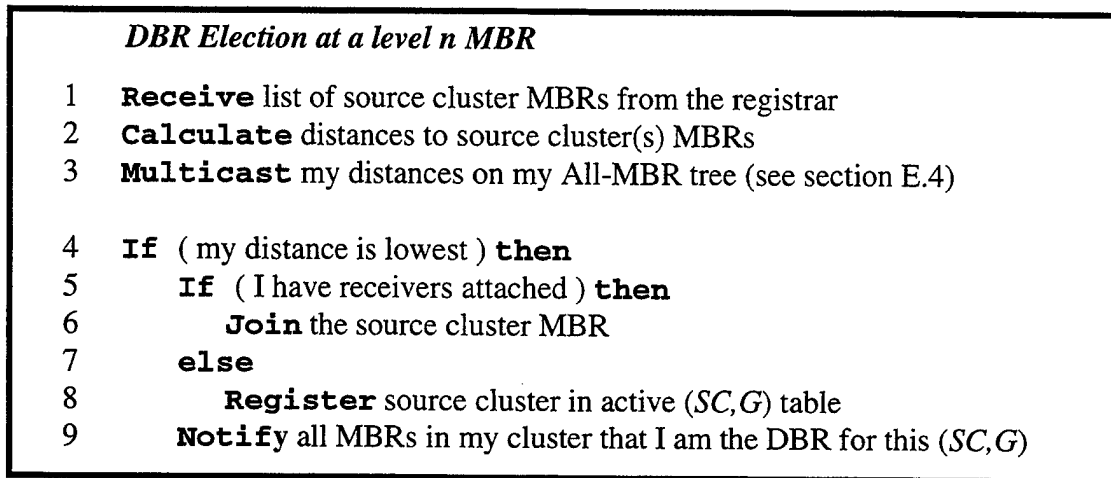 DBR Election at a level n MBR
1 Receive list of source cluster MBRs from the registrar
2 Calculate distances to source cluster(s) MBRs
3 Multicast my distances on my All-MBR tree (see section E.4)
4 If ( my distance is lowest ) then
5 If ( I have receivers attached ) then
6 Join the source cluster MBR
7 else
8 Register source cluster in active (SC,G) table
9 Notify all MBRs in my cluster that I am the DBR for this (SC,G)